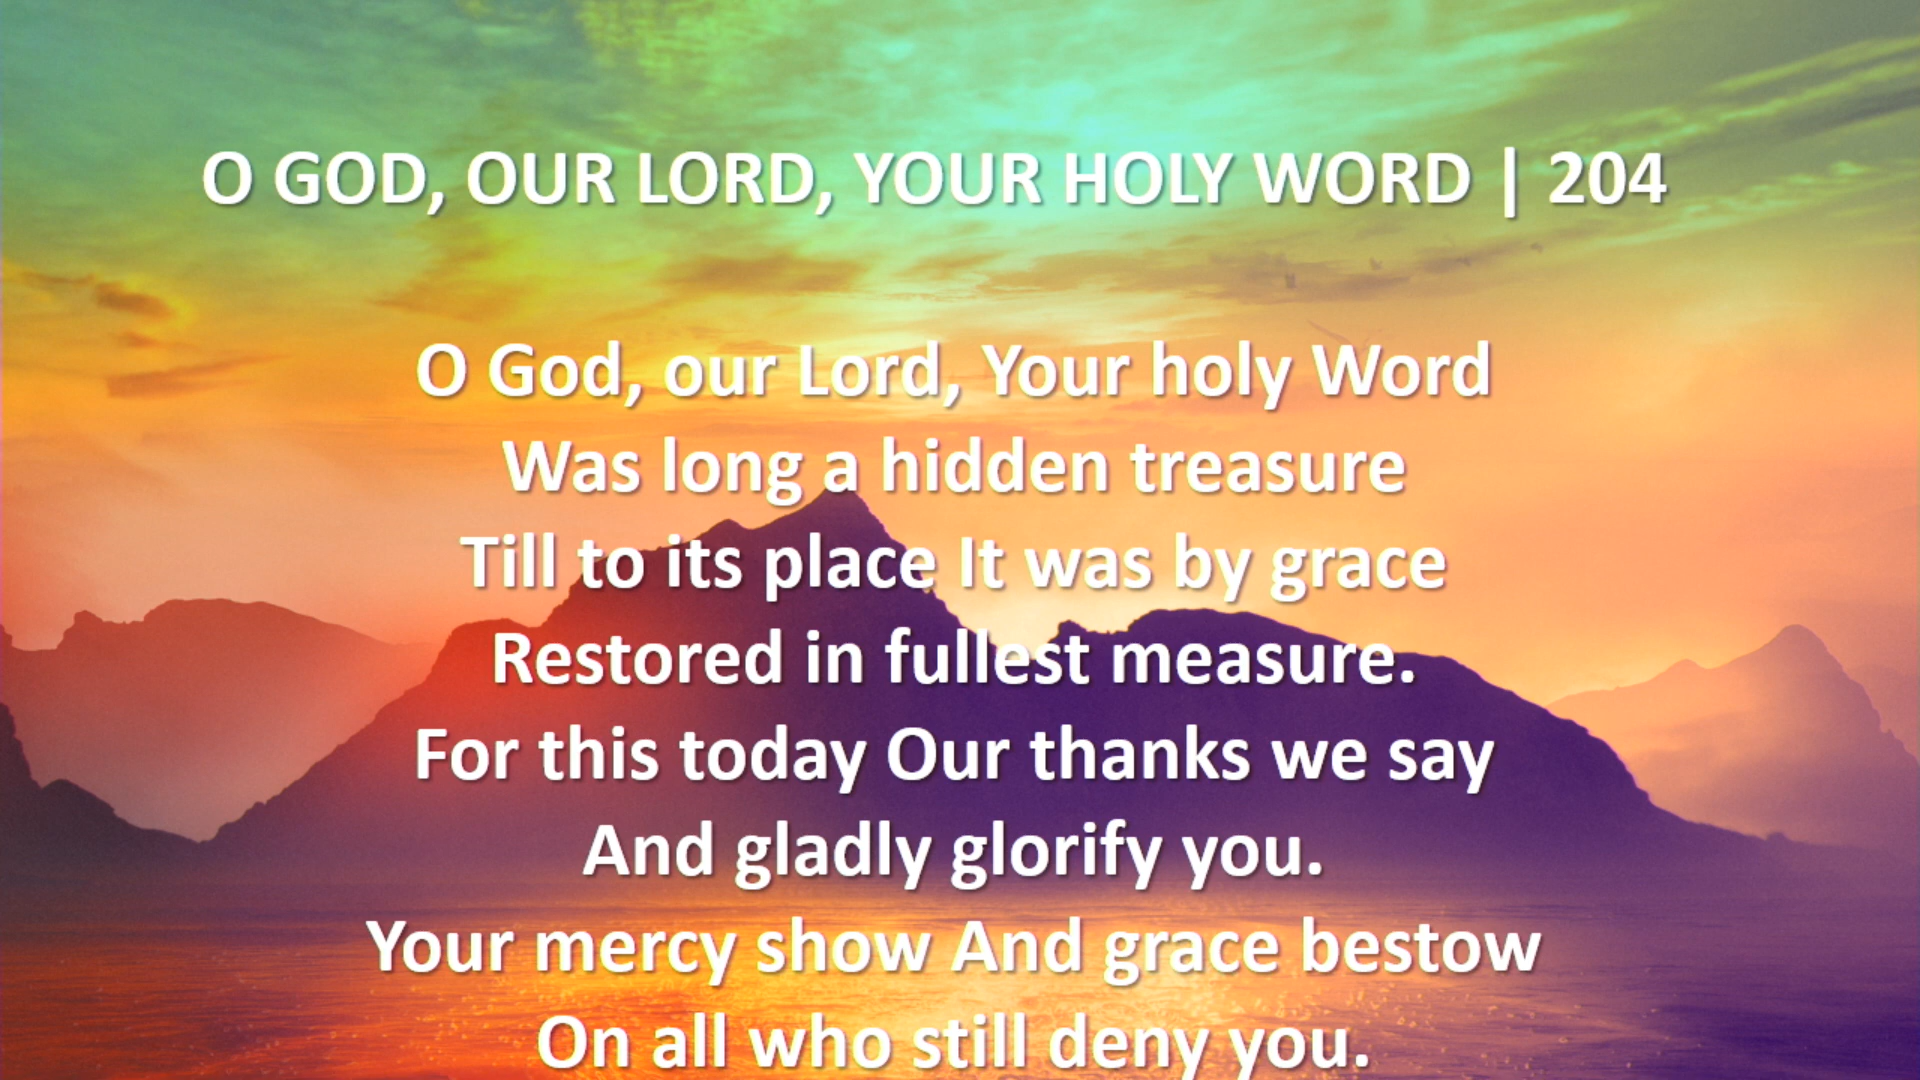 O GOD, OUR LORD, YOUR HOLY WORD | 204
O God, our Lord, Your holy Word
Was long a hidden treasure
Till to its place It was by grace
Restored in fullest measure.
For this today Our thanks we say
And gladly glorify you.
Your mercy show And grace bestow
On all who still deny you.